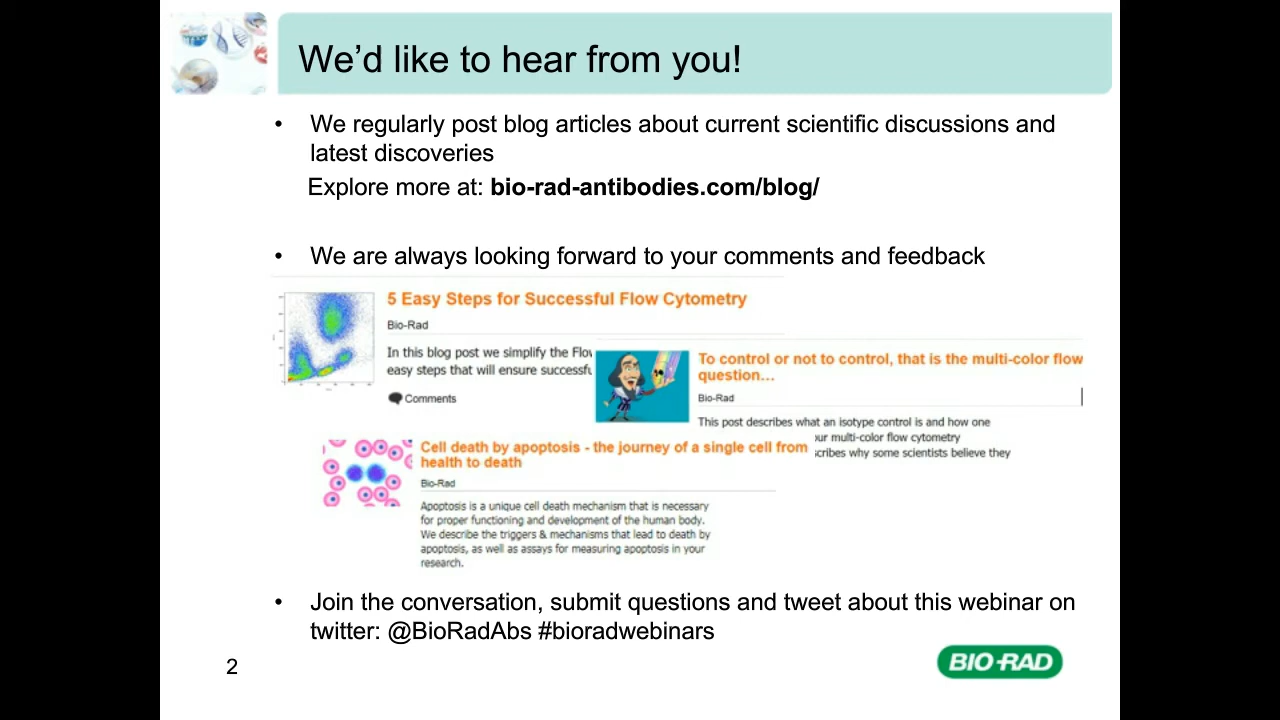 We'd like to hear from you!
• We regularly post blog articles about current scientific discussions and
latest discoveries
Explore more at: bio-rad-antibodies.com/blog/
• We are always looking forward to your comments and feedback
5 Easy Steps for Successful Flow Cytometry
Bio-Rad
In this blog post we simplify the Flow
easy steps that will ensure successfu
Comments
To control or not to control, that is the multi-color flow
question...
Bio-Rad
This post describes what an isotype control is and how one
ur multi-color flow cytometry
scribes why some scientists believe they
Cell death by apoptosis - the journey of a single cell from
health to death
Bio-Rad
Apoptosis is a unique cell death mechanism that is necessary
for proper functioning and development of the human body.
We describe the triggers & mechanisms that lead to death by
apoptosis, as well as assays for measuring apoptosis in your
research.
• Join the conversation, submit questions and tweet about this webinar on
twitter: @BioRadAbs #bioradwebinars
2
BIO-RAD